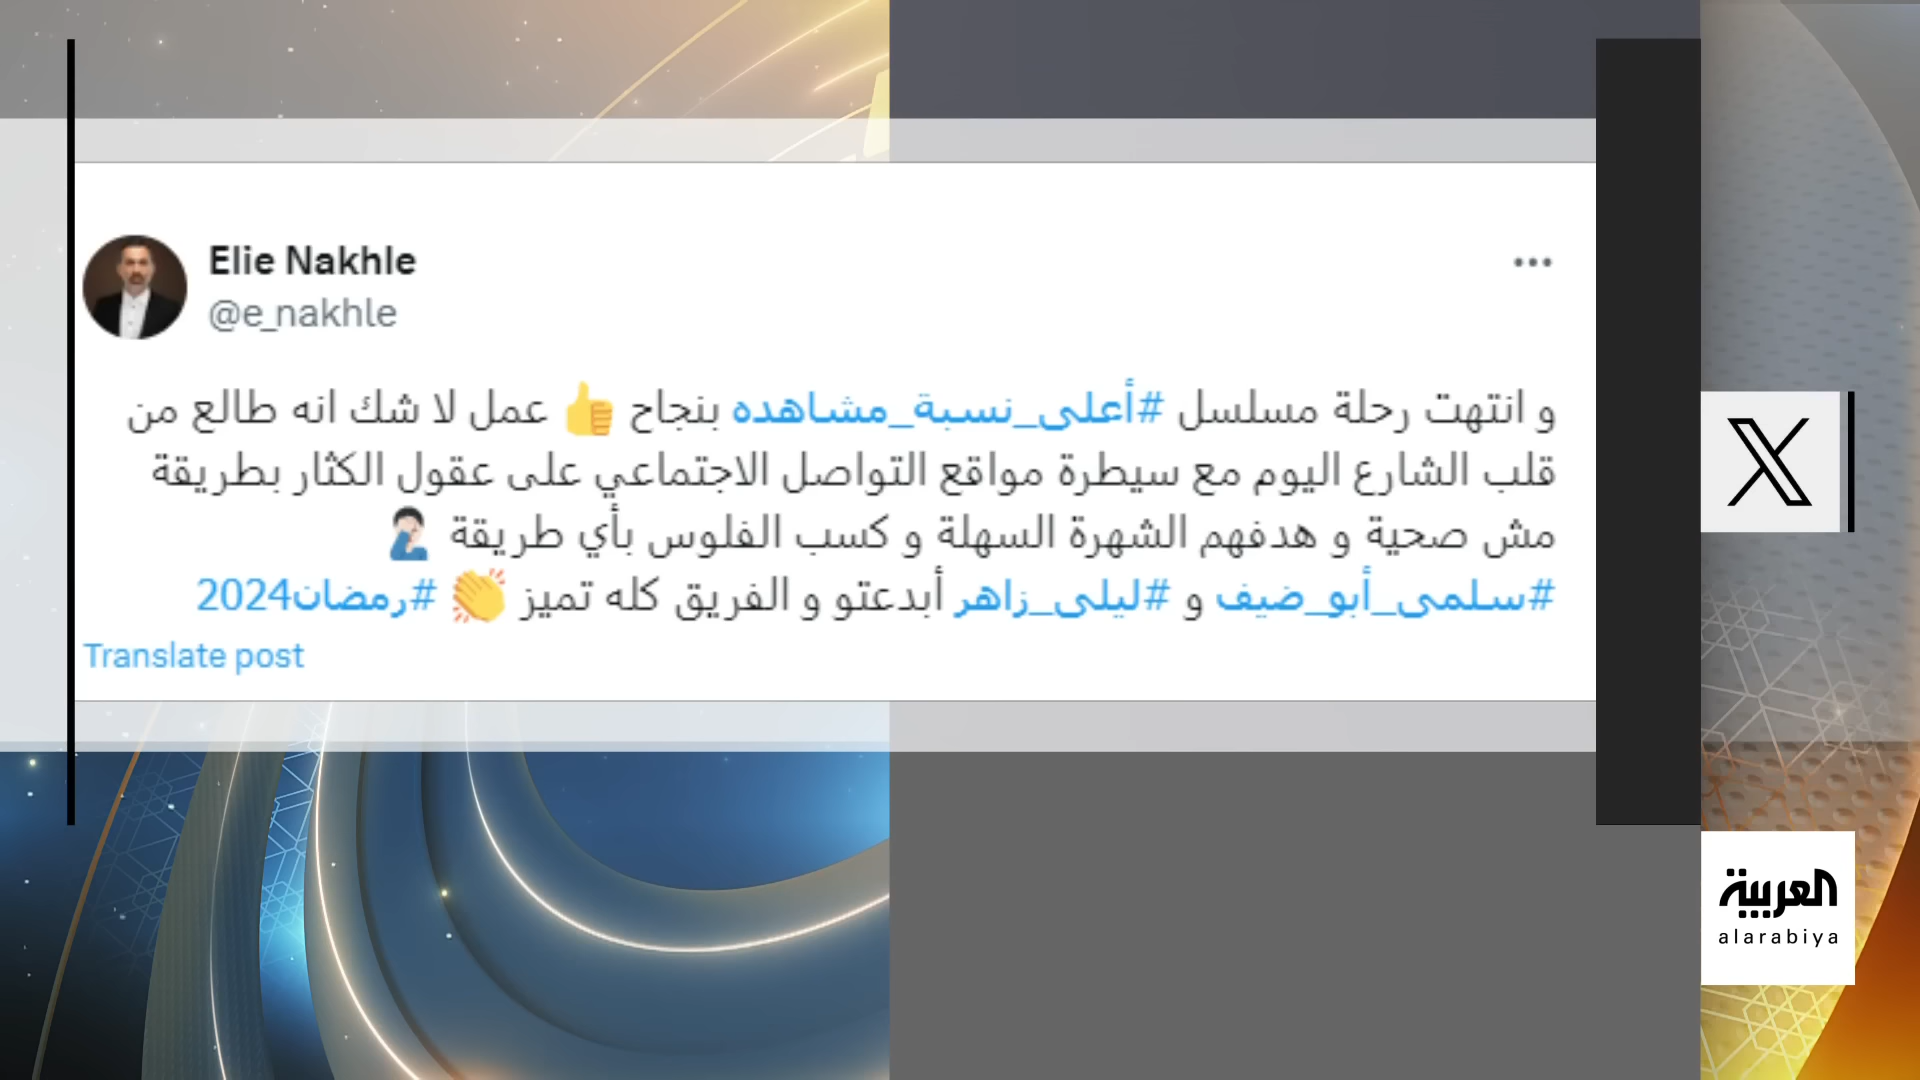 Elie Nakhle
@e_nakhle
و انتهت رحلة مسلسل #أعلى_نسبة_مشاهده بنجاح 👍 عمل لا شك انه طالع من
قلب الشارع اليوم مع سيطرة مواقع التواصل الاجتماعي على عقول الكثار بطريقة
مش صحية و هدفهم الشهرة السهلة و كسب الفلوس بأي طريقة 🤦🏻‍♂️
#سلمى_أبو_ضيف و #ليلى_زاهر أبدعتو و الفريق كله تميز 👏 #رمضان2024
Translate post
X
العربية
alarabiya